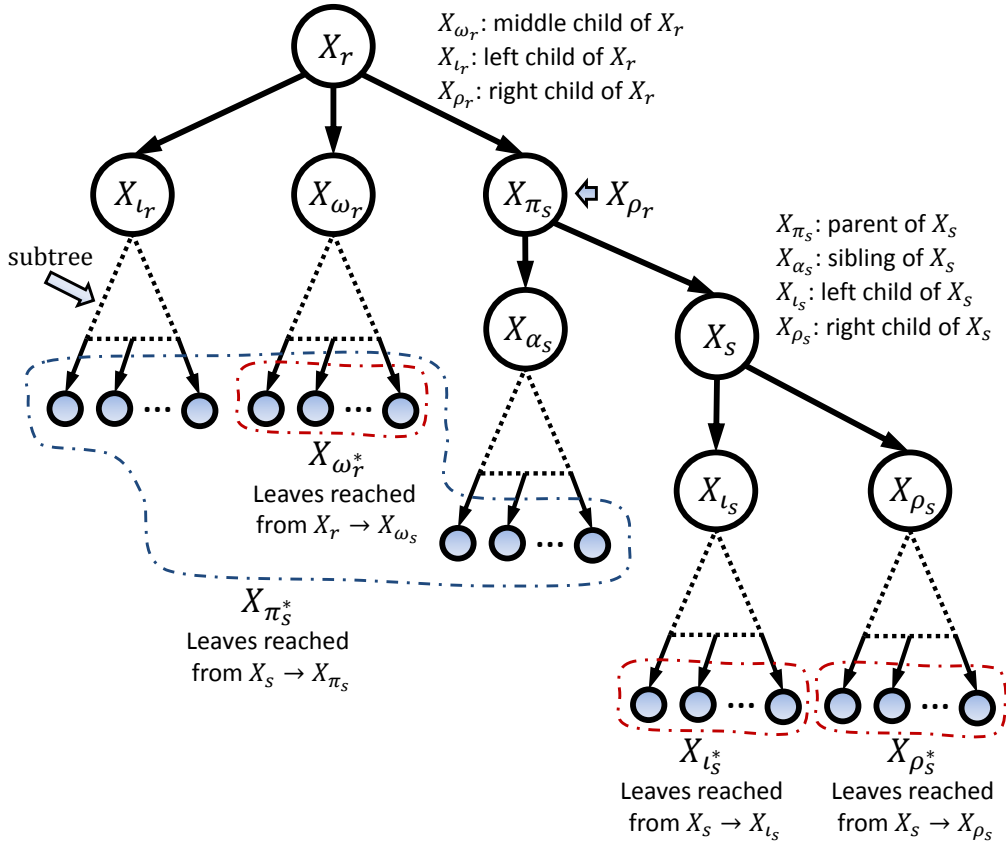 X_r
X_{ω_r}: middle child of X_r
X_{ι_r}: left child of X_r
X_{ρ_r}: right child of X_r
X_{ι_r}
X_{ω_r}
X_{π_s}
X_{ρ_r}
X_{π_s}: parent of X_s
X_{α_s}: sibling of X_s
X_{ι_s}: left child of X_s
X_{ρ_s}: right child of X_s
subtree
X_{α_s}
X_s
...
...
X_{ω_r^*}
Leaves reached
from X_r → X_{ω_s}
X_{ι_s}
X_{ρ_s}
...
X_{π_s^*}
Leaves reached
from X_s → X_{π_s}
...
...
X_{ι_s^*}
Leaves reached
from X_s → X_{ι_s}
X_{ρ_s^*}
Leaves reached
from X_s → X_{ρ_s}